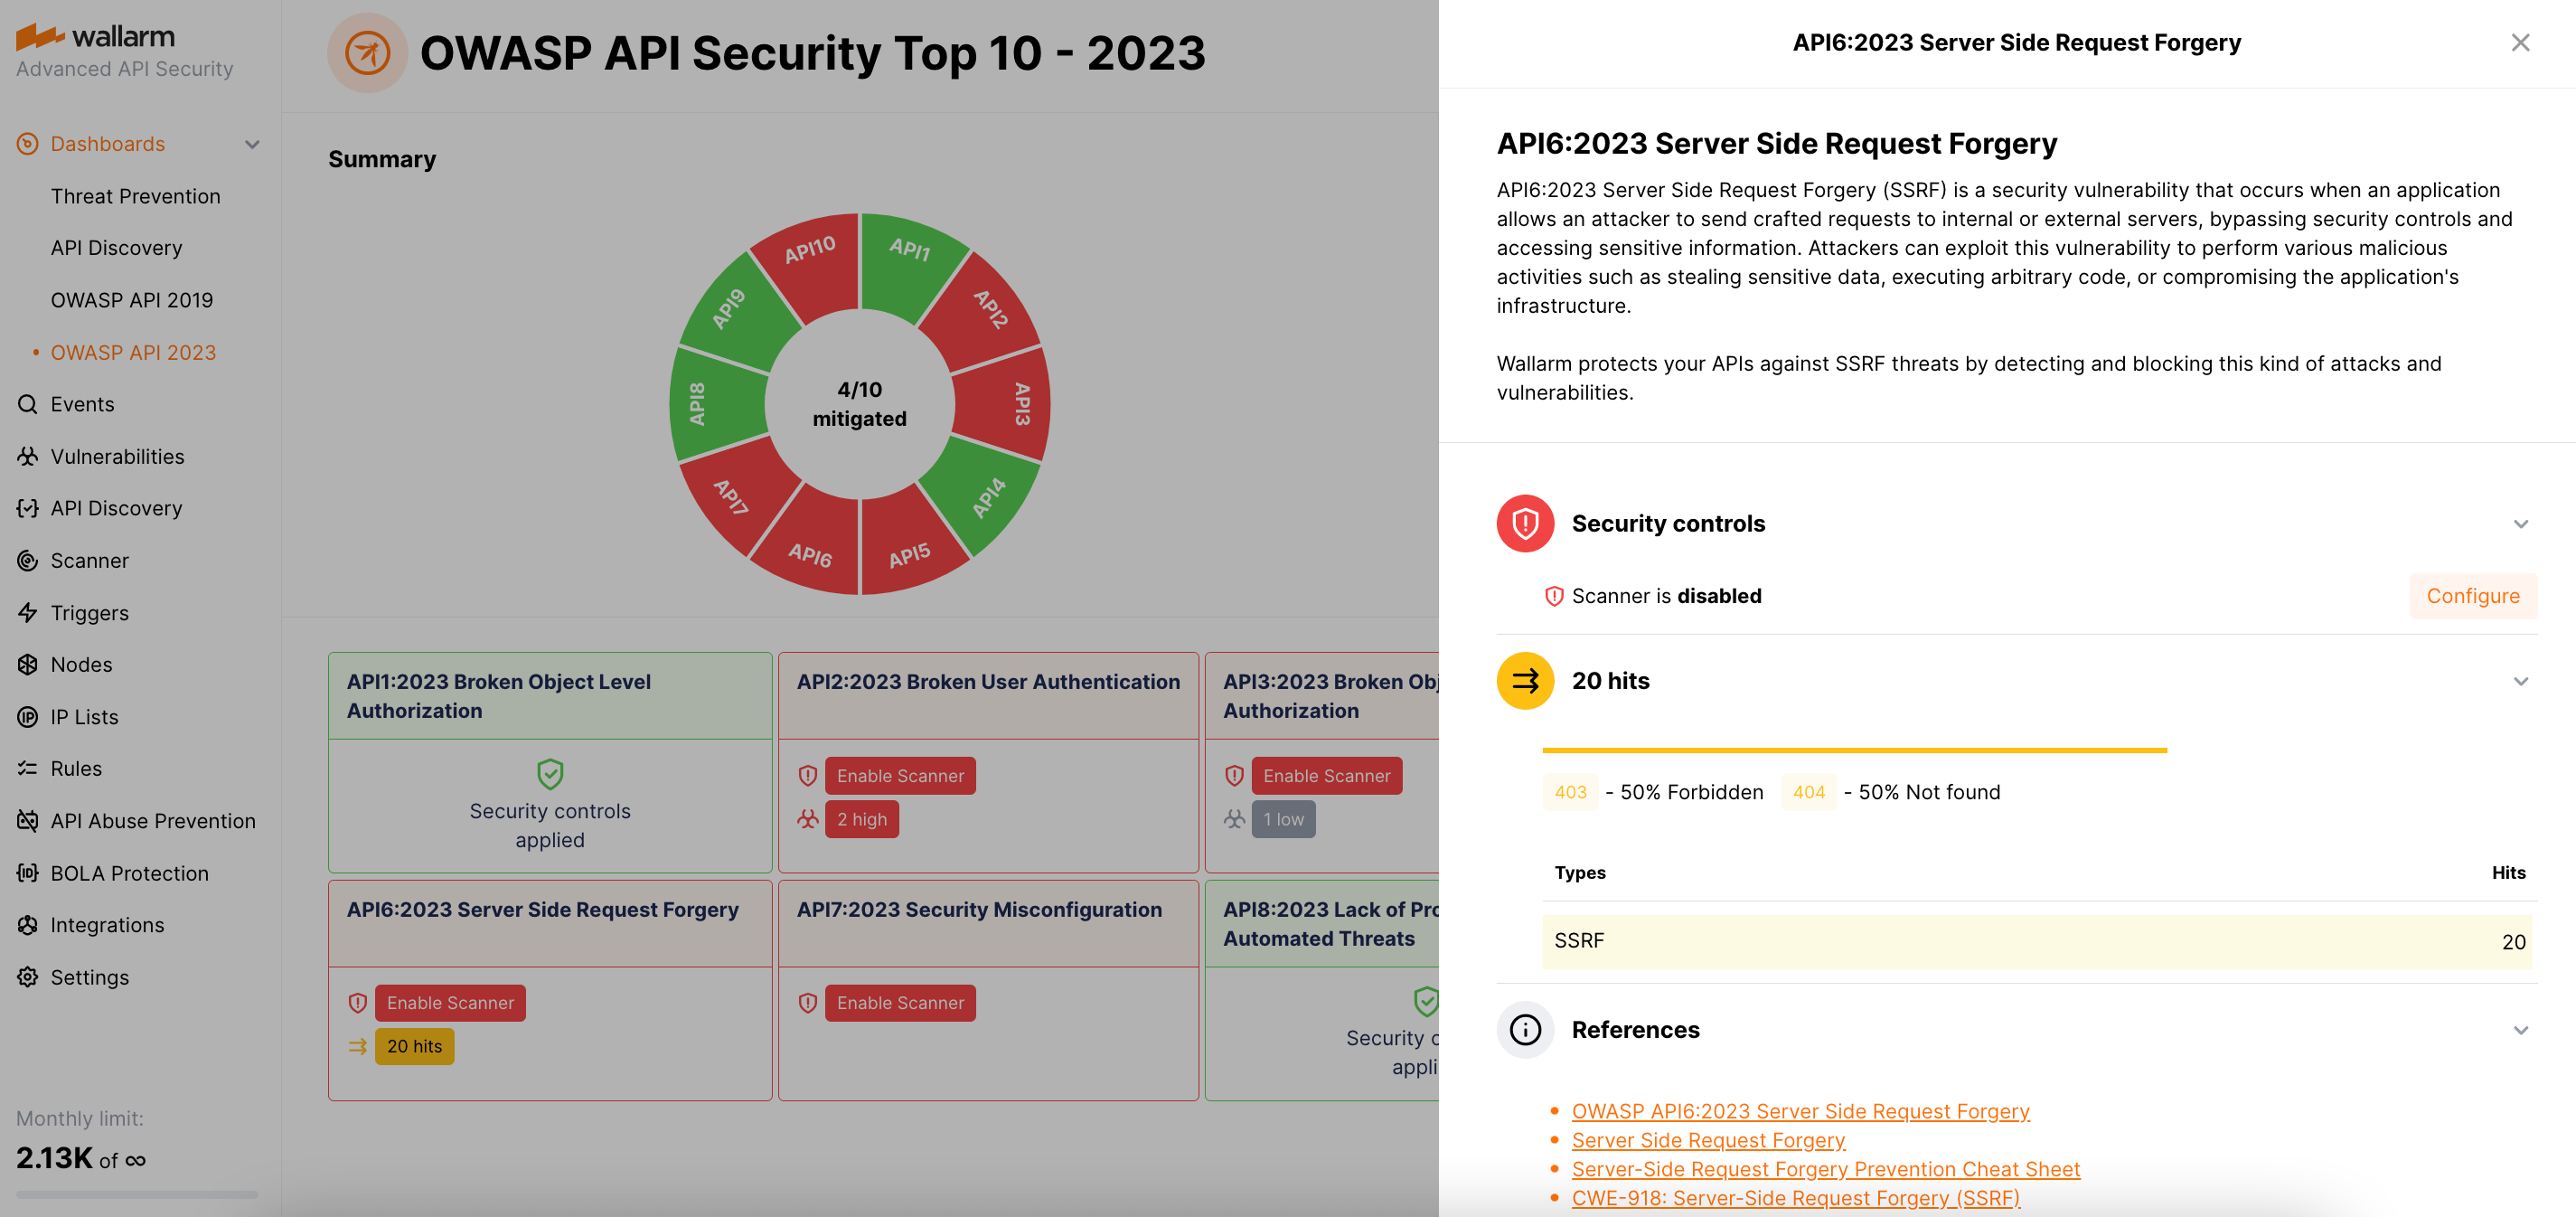 wallarm
Advanced API Security
Dashboards
Threat Prevention
API Discovery
OWASP API 2019
OWASP API 2023
Events
Vulnerabilities
API Discovery
Scanner
Triggers
Nodes
IP Lists
Rules
API Abuse Prevention
BOLA Protection
Integrations
Settings
Monthly limit:
2.13K of ∞
OWASP API Security Top 10 - 2023
Summary
API1
API2
API3
API4
API5
API6
API7
API8
API9
API10
4/10
mitigated
API1:2023 Broken Object Level
Authorization
Security controls
applied
API2:2023 Broken User Authentication
Enable Scanner
2 high
API3:2023 Broken Obj
Authorization
Enable Scanner
1 low
API6:2023 Server Side Request Forgery
Enable Scanner
20 hits
API7:2023 Security Misconfiguration
Enable Scanner
API8:2023 Lack of Pro
Automated Threats
Security c
appli
API6:2023 Server Side Request Forgery
API6:2023 Server Side Request Forgery
API6:2023 Server Side Request Forgery (SSRF) is a security vulnerability that occurs when an application
allows an attacker to send crafted requests to internal or external servers, bypassing security controls and
accessing sensitive information. Attackers can exploit this vulnerability to perform various malicious
activities such as stealing sensitive data, executing arbitrary code, or compromising the application's
infrastructure.
Wallarm protects your APIs against SSRF threats by detecting and blocking this kind of attacks and
vulnerabilities.
Security controls
Scanner is disabled
Configure
20 hits
403 - 50% Forbidden 404 - 50% Not found
Types Hits
SSRF 20
References
OWASP API6:2023 Server Side Request Forgery
Server Side Request Forgery
Server-Side Request Forgery Prevention Cheat Sheet
CWE-918: Server-Side Request Forgery (SSRF)